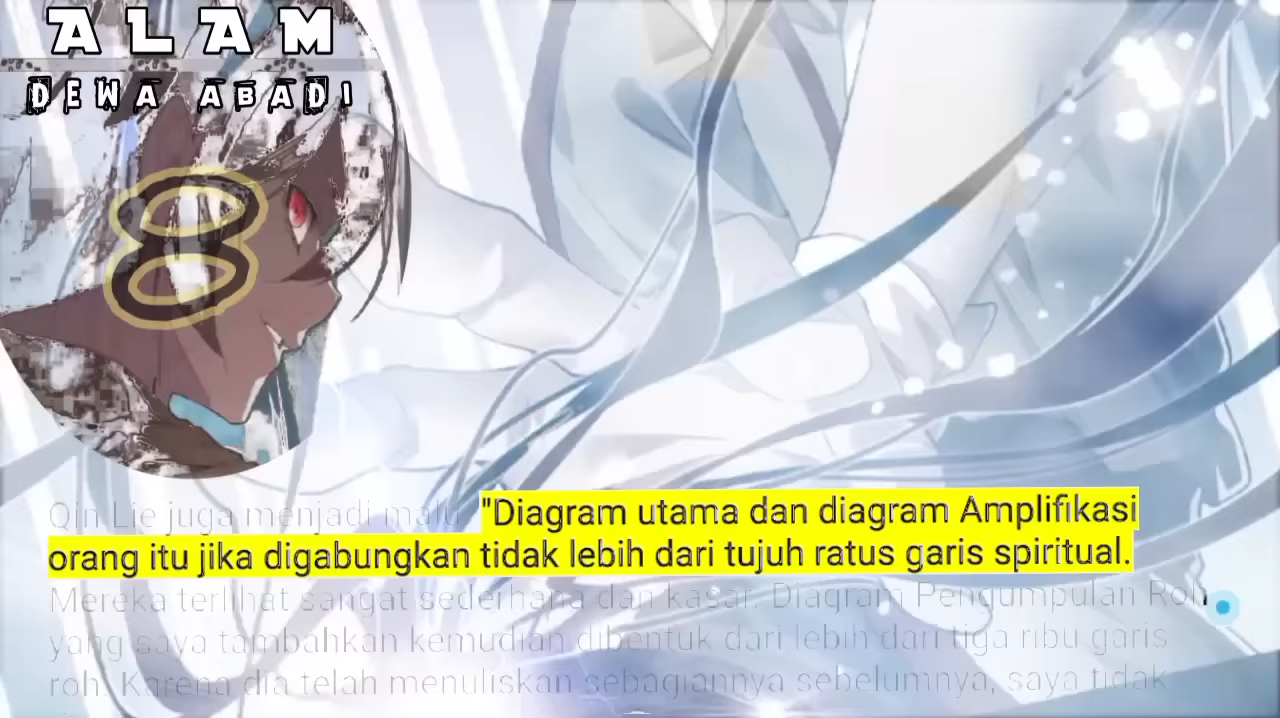 ALAM
DEWA ABADI
8
Qin Lie juga menjadi malu. "Diagram utama dan diagram Amplifikasi
orang itu jika digabungkan tidak lebih dari tujuh ratus garis spiritual.
Mereka terlihat sangat sederhana dan kasar. Diagram Pengumpulan Roh
yang saya tambahkan kemudian dibentuk dari lebih dari tiga ribu garis
roh. Karena dia telah menuliskan sebagiannya sebelumnya, saya tidak